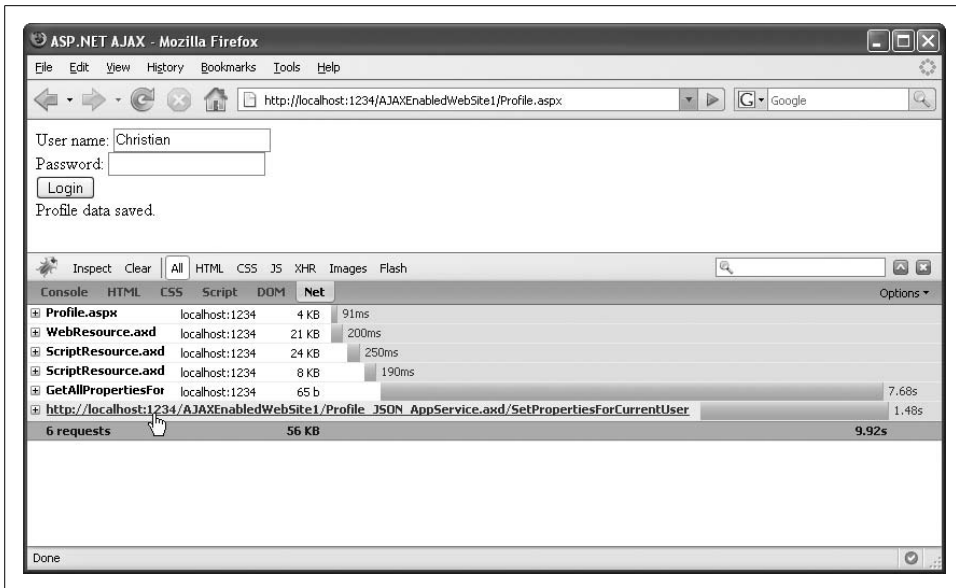 ASP.NET AJAX - Mozilla Firefox
File Edit View History Bookmarks Tools Help
http://localhost:1234/AJAXEnabledWebSite1/Profile.aspx
G Google
User name: Christian
Password:
Login
Profile data saved.
Inspect Clear All HTML CSS JS XHR Images Flash
Console HTML CSS Script DOM Net Options
Profile.aspx localhost:1234 4 KB 91ms
WebResource.axd localhost:1234 21 KB 200ms
ScriptResource.axd localhost:1234 24 KB 250ms
ScriptResource.axd localhost:1234 8 KB 190ms
GetAllPropertiesFor localhost:1234 65 b 7.68s
http://localhost:1234/AJAXEnabledWebSite1/Profile_JSON_AppService.axd/SetPropertiesForCurrentUser 1.48s
6 requests 56 KB 9.92s
Done